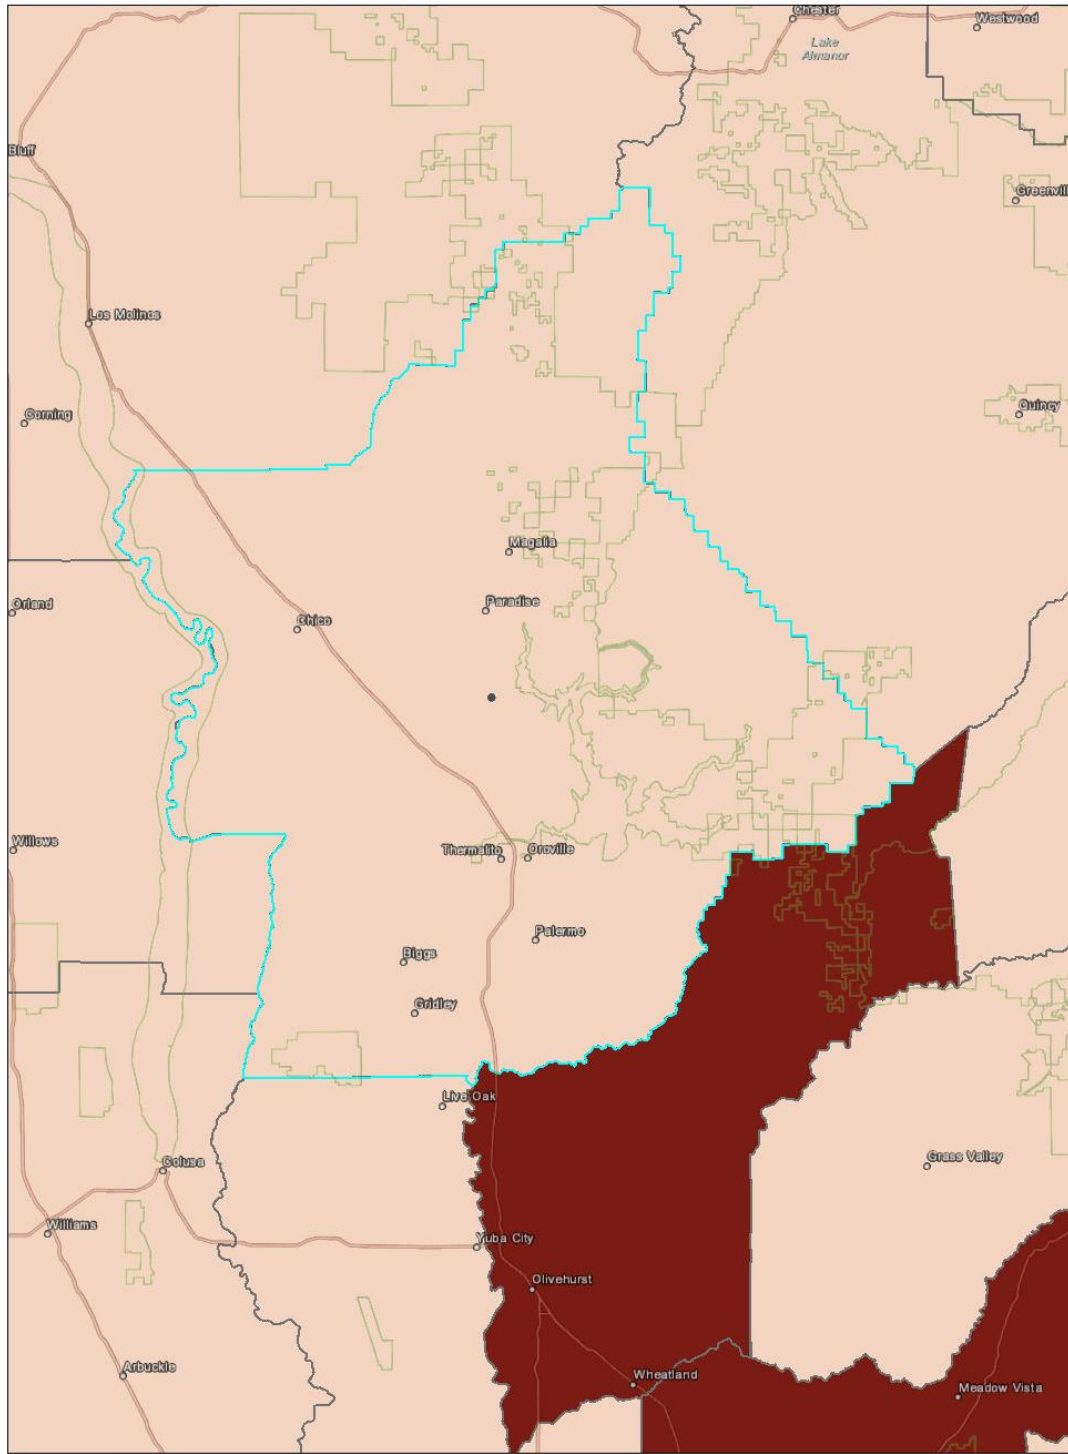 Chester
Westwood
Lake
Almanor
Bluff
Greenvill
Los Molinos
Corning
Quincy
Magalia
Orland
Paradise
Chico
Willows
Thermalito
Oroville
Palermo
Biggs
Gridley
Live Oak
Colusa
Grass Valley
Williams
Yuba City
Olivehurst
Arbuckle
Wheatland
Meadow Vista